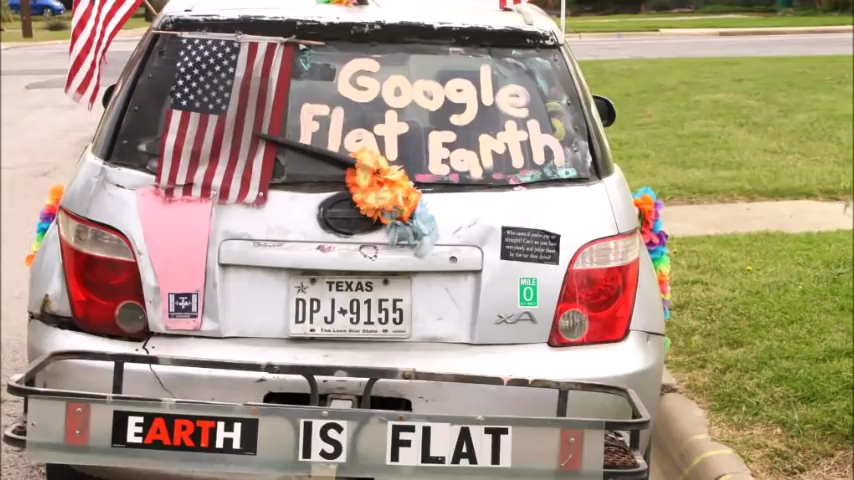 Google
Flat Earth
MILE
0
TEXAS
DPJ 9155
The Lone Star State
xA
EARTH IS FLAT